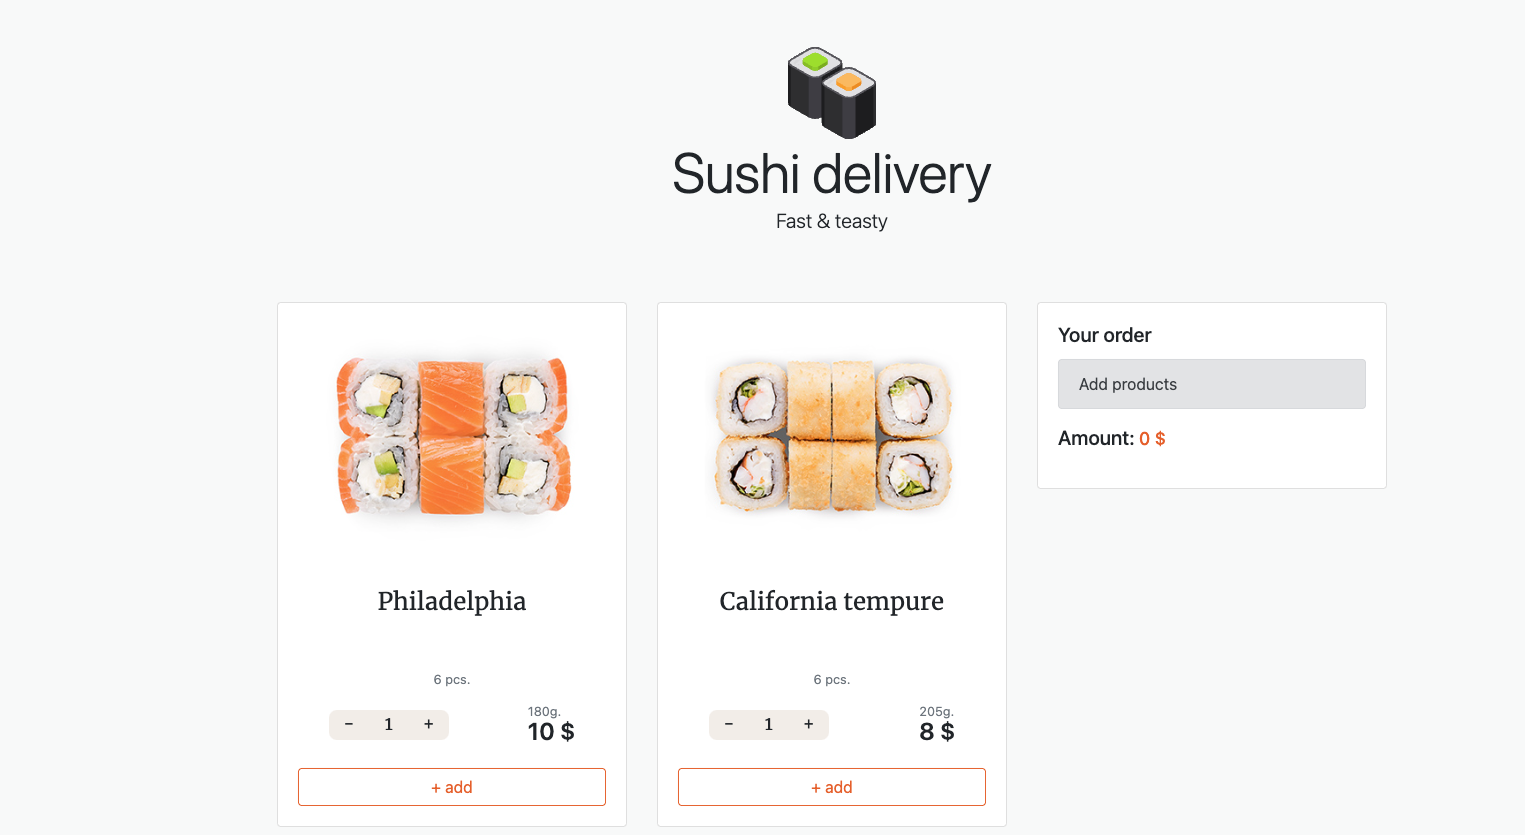 Sushi delivery
Fast & teasty
Philadelphia
6 pcs.
− 1 +
180g.
10 $
+ add
California tempure
6 pcs.
− 1 +
205g.
8 $
+ add
Your order
Add products
Amount: 0 $